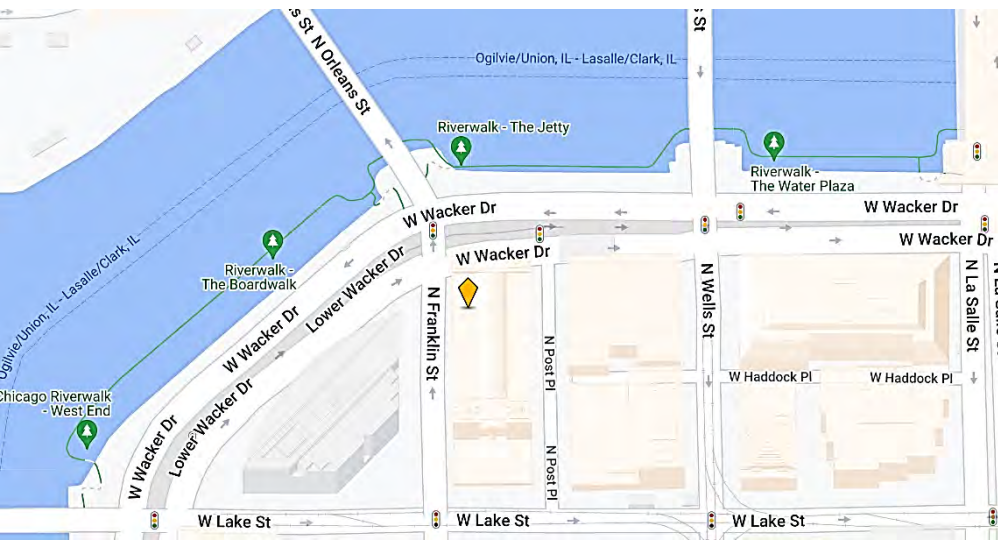 s St
N Orleans St
s St
Ogilvie/Union, IL - Lasalle/Clark, IL
Riverwalk - The Jetty
Riverwalk -
The Water Plaza
W Wacker Dr
W Wacker Dr
W Wacker Dr
W Wacker Dr
Ogilvie/Union, IL - Lasalle/Clark, IL
Riverwalk -
The Boardwalk
Lower Wacker Dr
W Wacker Dr
N Franklin St
N Wells St
N La Salle St
N Post Pl
W Haddock Pl
W Haddock Pl
Chicago Riverwalk
- West End
Lower Wacker Dr
W Wacker Dr
N Post Pl
W Lake St
W Lake St
W Lake St